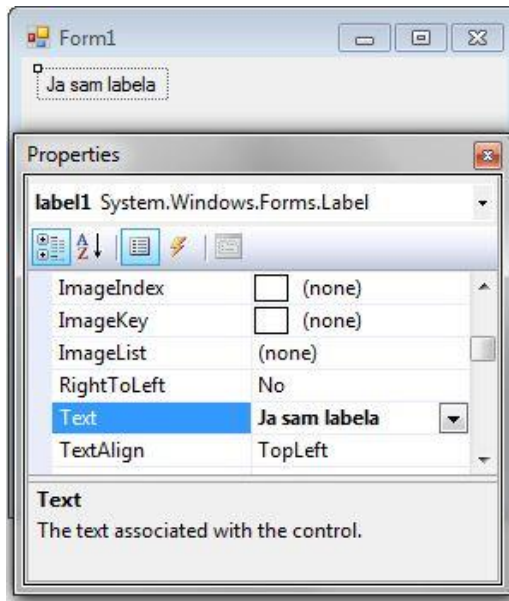 Form1
Ja sam labela
Properties
label1 System.Windows.Forms.Label
A
Z
ImageIndex (none)
ImageKey (none)
ImageList (none)
RightToLeft No
Text Ja sam labela
TextAlign TopLeft
Text
The text associated with the control.